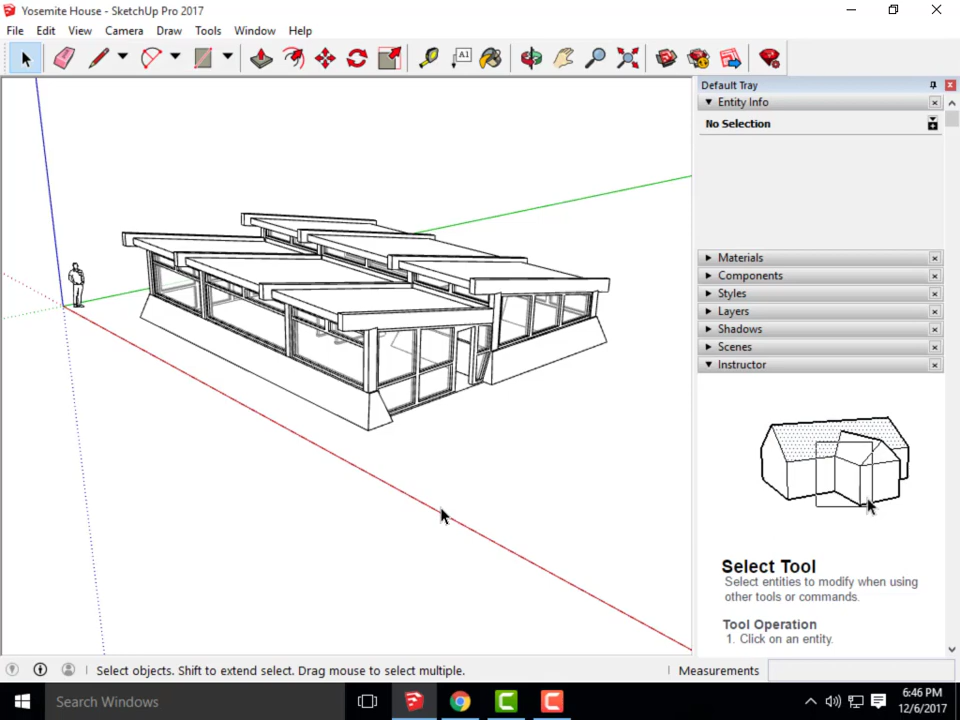 Yosemite House - SketchUp Pro 2017
File Edit View Camera Draw Tools Window Help
A1
Default Tray
Entity Info
No Selection
Materials
Components
Styles
Layers
Shadows
Scenes
Instructor
Select Tool
Select entities to modify when using
other tools or commands.
Tool Operation
1. Click on an entity.
Select objects. Shift to extend select. Drag mouse to select multiple.
Measurements
Search Windows
6:46 PM
12/6/2017